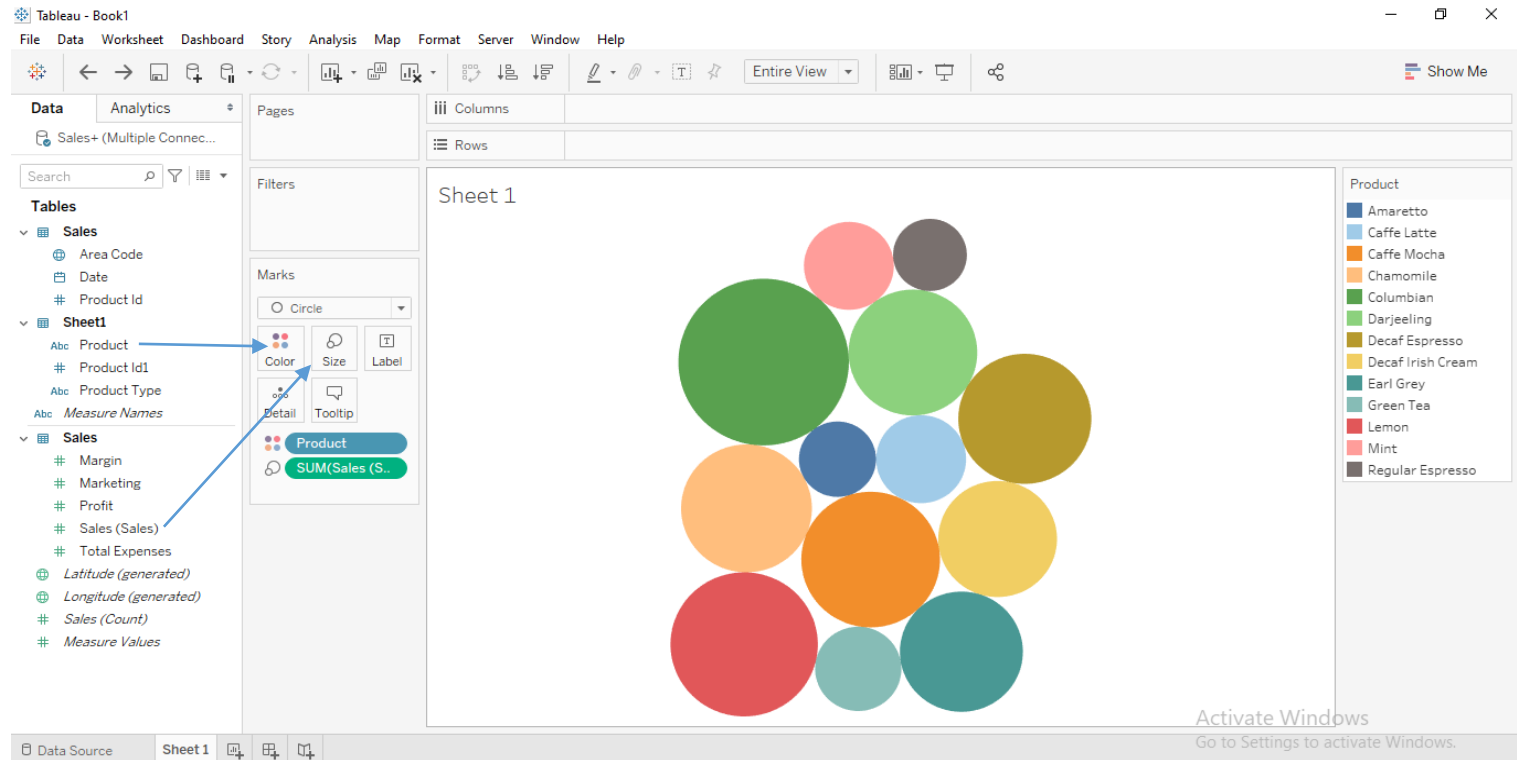 Tableau - Book1
File Data Worksheet Dashboard Story Analysis Map Format Server Window Help
Entire View
Show Me
Data Analytics
Sales+ (Multiple Connec...
Search
Tables
Sales
Area Code
Date
# Product Id
Sheet1
Abc Product
# Product Id1
Abc Product Type
Abc Measure Names
Sales
# Margin
# Marketing
# Profit
# Sales (Sales)
# Total Expenses
Latitude (generated)
Longitude (generated)
# Sales (Count)
# Measure Values
Pages
Filters
Marks
Circle
Color Size T Label
Detail Tooltip
Product
SUM(Sales (S..
iii Columns
Rows
Sheet 1
Product
Amaretto
Caffe Latte
Caffe Mocha
Chamomile
Columbian
Darjeeling
Decaf Espresso
Decaf Irish Cream
Earl Grey
Green Tea
Lemon
Mint
Regular Espresso
Activate Windows
Go to Settings to activate Windows.
Data Source Sheet 1